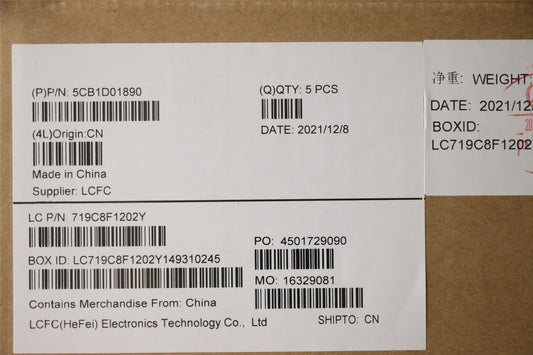 (P)P/N: 5CB1D01890
(Q)QTY: 5 PCS
DATE: 2021/12/8
(4L)Origin:CN
Made in China
Supplier: LCFC
LC P/N: 719C8F1202Y
BOX ID: LC719C8F1202Y149310245
PO: 4501729090
MO: 16329081
Contains Merchandise From: China
LCFC(HeFei) Electronics Technology Co., Ltd
SHIPTO: CN
净重: WEIGHT:
DATE: 2021/12/
BOXID:
LC719C8F1202